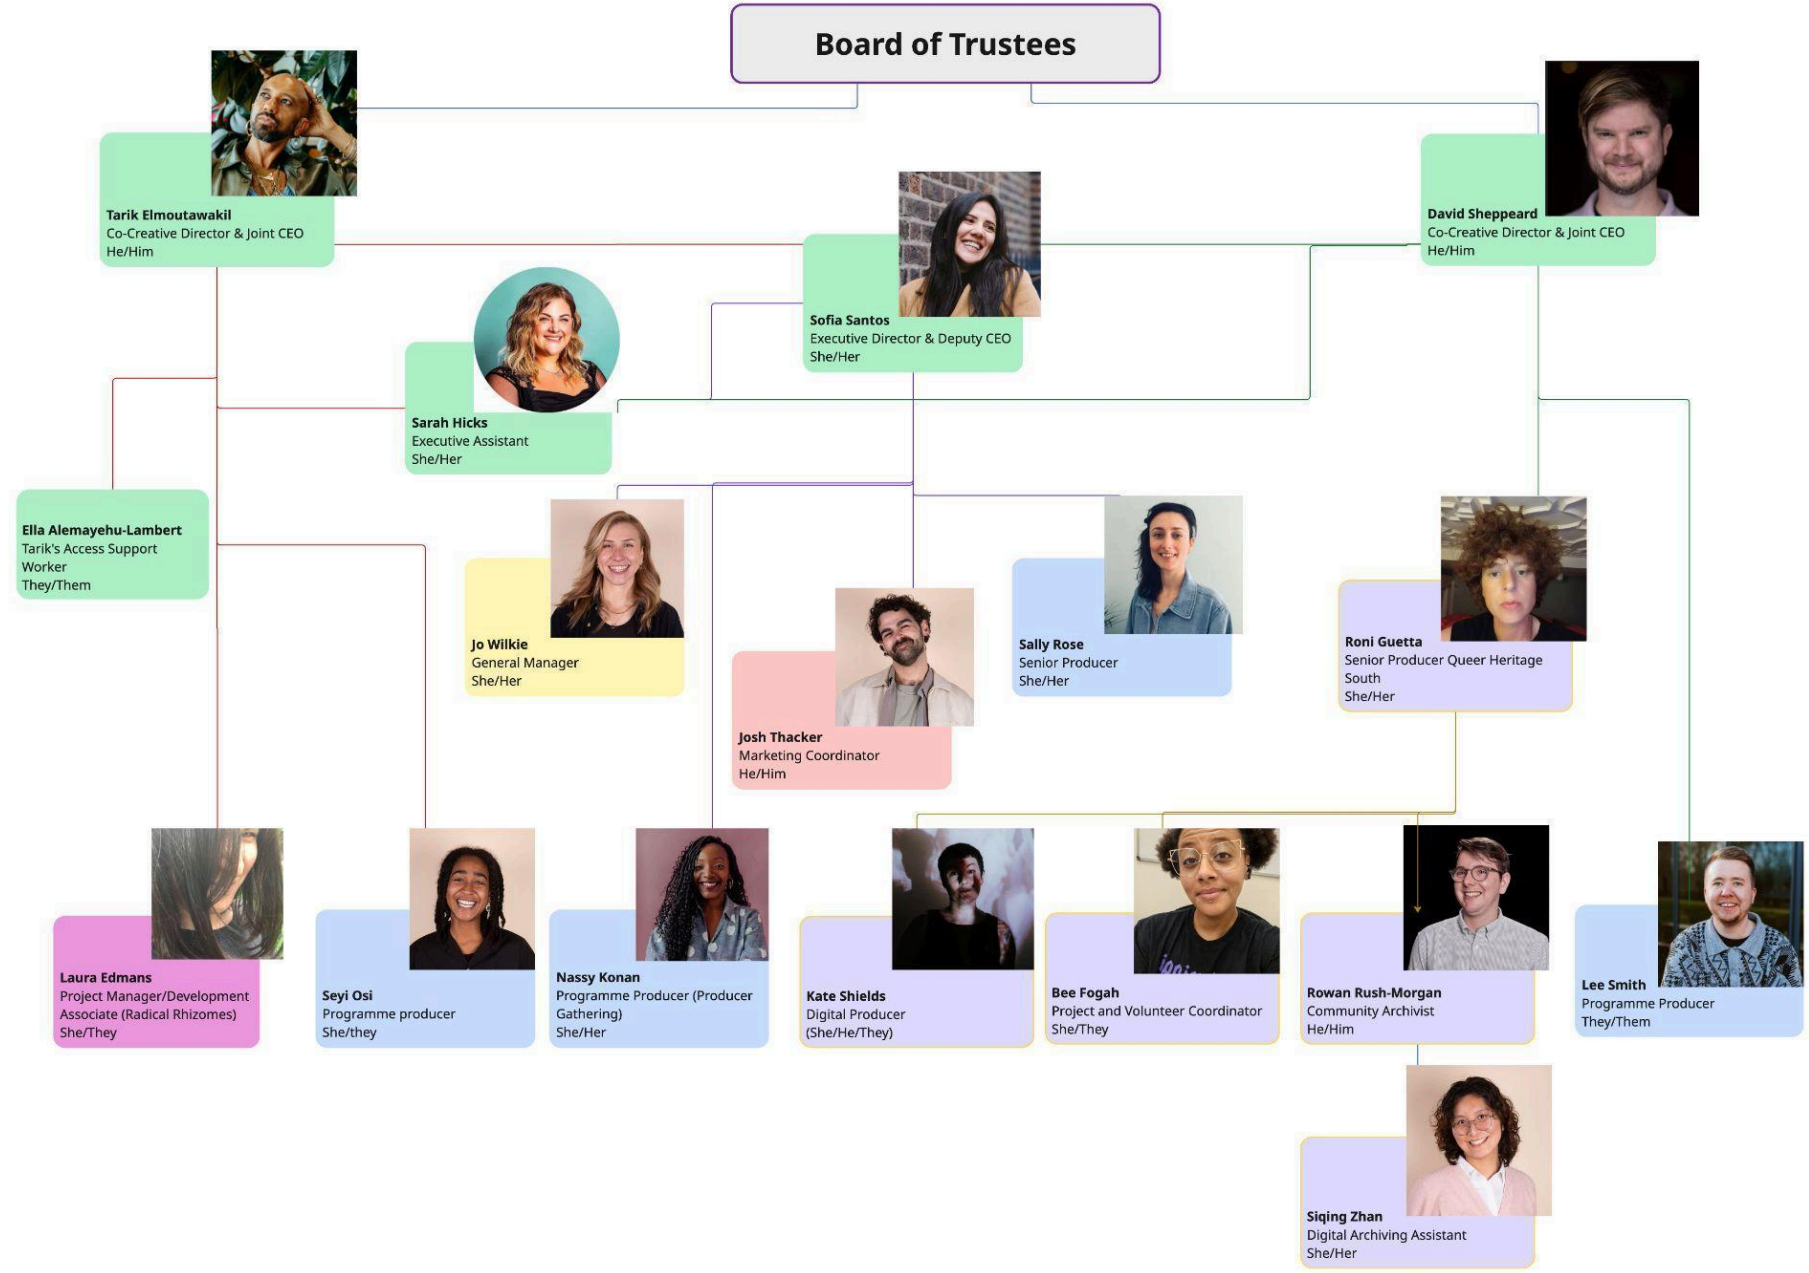 Board of Trustees
Tarik Elmoutawakil
Co-Creative Director & Joint CEO
He/Him
David Sheppeard
Co-Creative Director & Joint CEO
He/Him
Sofia Santos
Executive Director & Deputy CEO
She/Her
Sarah Hicks
Executive Assistant
She/Her
Ella Alemayehu-Lambert
Tarik's Access Support
Worker
They/Them
Jo Wilkie
General Manager
She/Her
Josh Thacker
Marketing Coordinator
He/Him
Sally Rose
Senior Producer
She/Her
Roni Guetta
Senior Producer Queer Heritage
South
She/Her
Laura Edmans
Project Manager/Development
Associate (Radical Rhizomes)
She/They
Seyi Osi
Programme producer
She/they
Nassy Konan
Programme Producer (Producer
Gathering)
She/Her
Kate Shields
Digital Producer
(She/He/They)
Bee Fogah
Project and Volunteer Coordinator
She/They
Rowan Rush-Morgan
Community Archivist
He/Him
Lee Smith
Programme Producer
They/Them
Siqing Zhan
Digital Archiving Assistant
She/Her